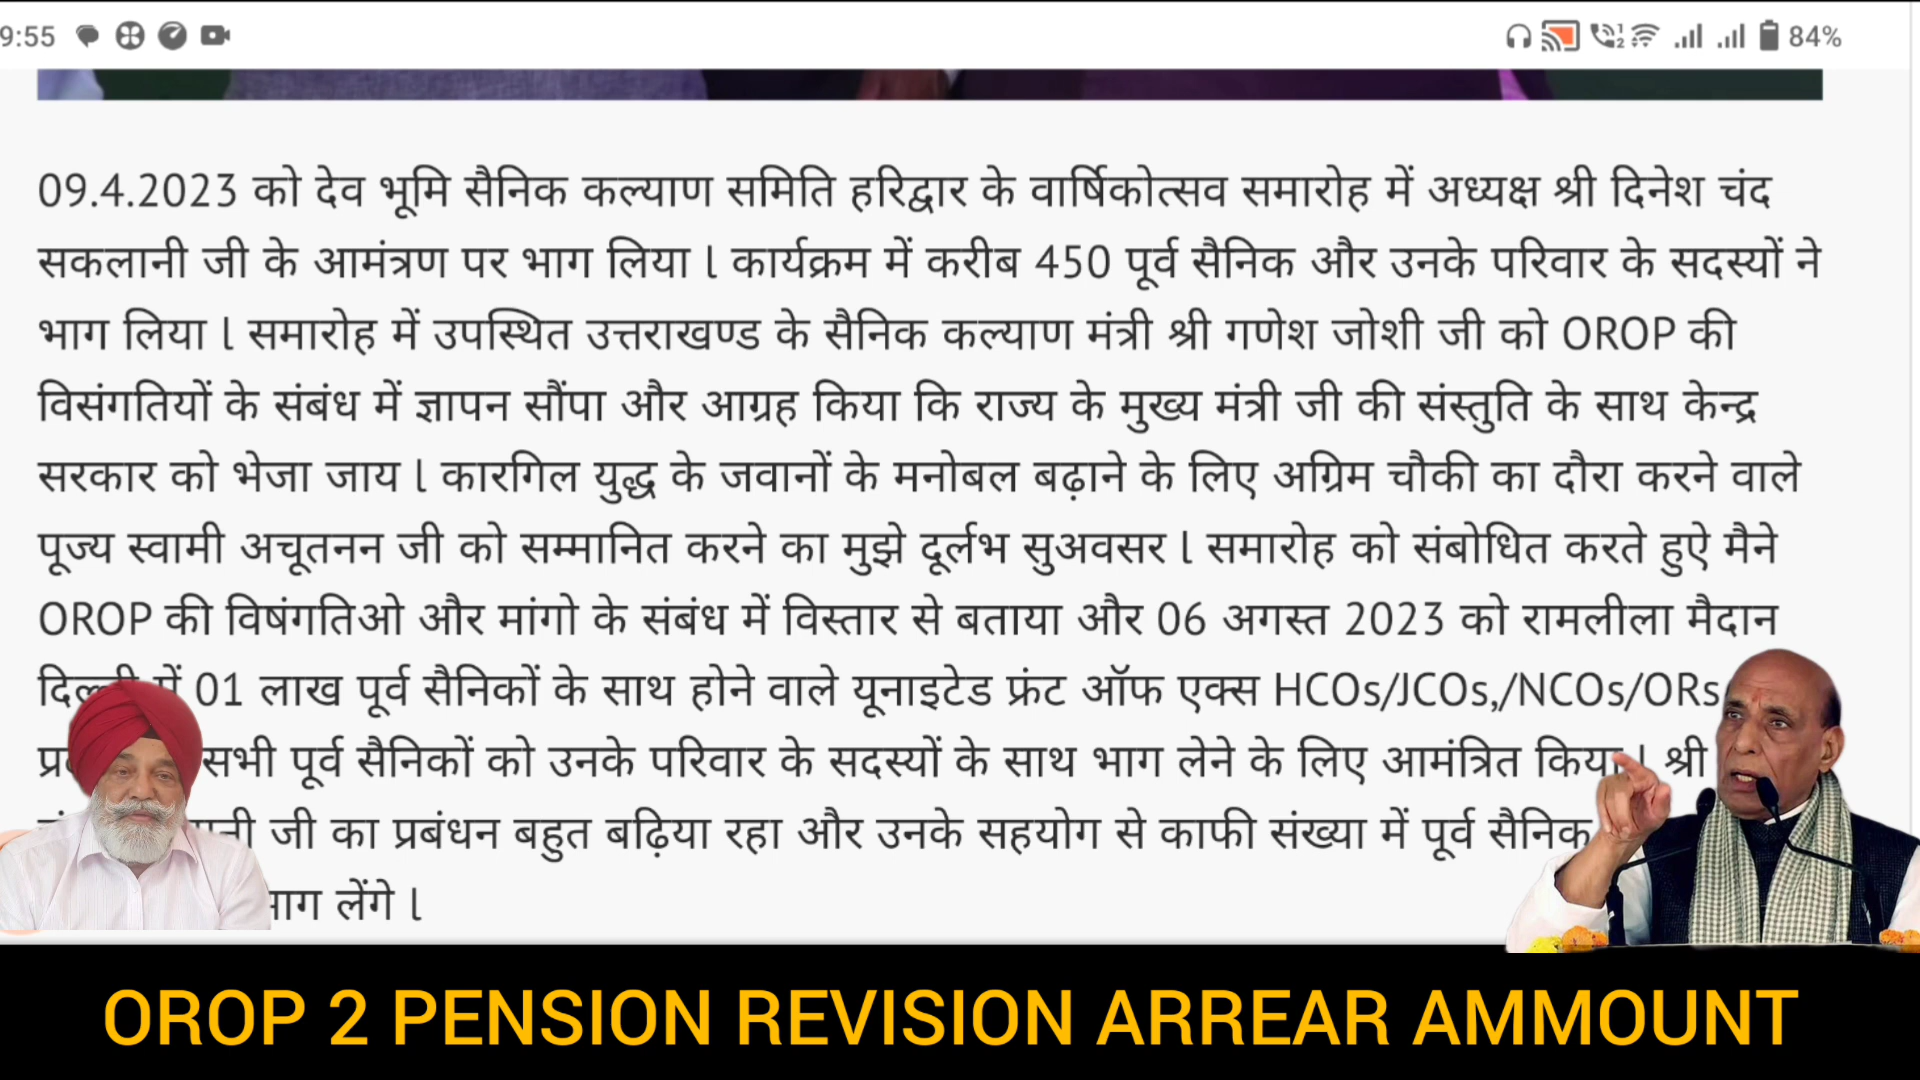 9:55
84%
09.4.2023 को देव भूमि सैनिक कल्याण समिति हरिद्वार के वार्षिकोत्सव समारोह में अध्यक्ष श्री दिनेश चंद
सकलानी जी के आमंत्रण पर भाग लिया l कार्यक्रम में करीब 450 पूर्व सैनिक और उनके परिवार के सदस्यों ने
भाग लिया l समारोह में उपस्थित उत्तराखण्ड के सैनिक कल्याण मंत्री श्री गणेश जोशी जी को OROP की
विसंगतियों के संबंध में ज्ञापन सौंपा और आग्रह किया कि राज्य के मुख्य मंत्री जी की संस्तुति के साथ केन्द्र
सरकार को भेजा जाय l कारगिल युद्ध के जवानों के मनोबल बढ़ाने के लिए अग्रिम चौकी का दौरा करने वाले
पूज्य स्वामी अचूतनन जी को सम्मानित करने का मुझे दूर्लभ सुअवसर l समारोह को संबोधित करते हुऐ मैने
OROP की विषंगतिओ और मांगो के संबंध में विस्तार से बताया और 06 अगस्त 2023 को रामलीला मैदान
में 01 लाख पूर्व सैनिकों के साथ होने वाले यूनाइटेड फ्रंट ऑफ एक्स HCOs/JCOs,/NCOs/ORs
सभी पूर्व सैनिकों को उनके परिवार के सदस्यों के साथ भाग लेने के लिए आमंत्रित किया l श्री
जी का प्रबंधन बहुत बढ़िया रहा और उनके सहयोग से काफी संख्या में पूर्व सैनिक
लेंगे l
OROP 2 PENSION REVISION ARREAR AMMOUNT